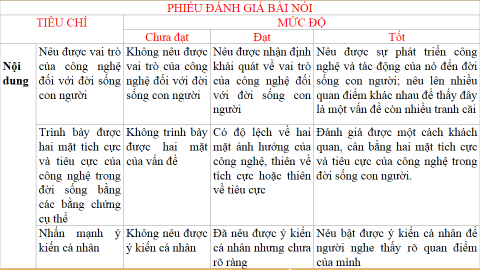 PHIẾU ĐÁNH GIÁ BÀI NÓI
TIÊU CHÍ
MỨC ĐỘ
Chưa đạt
Đạt
Tốt
Nội
dung
Nêu được vai trò
của công nghệ
đối với đời sống
con người
Không nêu được
vai trò của công
nghệ đối với đời
sống con người
Nêu được nhận định
khái quát về vai trò
của công nghệ đối
với đời sống con
người
Nêu được sự phát triển công
nghệ và tác động của nó đến đời
sống con người; nêu lên nhiều
quan điểm khác nhau để thấy đây
là một vấn đề còn nhiều tranh cãi
Trình bày được
hai mặt tích cực
và tiêu cực của
công nghệ trong
đời sống bằng
các bằng chứng
cụ thể
Không trình bày
được hai mặt
của vấn đề
Có độ lệch về hai
mặt ảnh hưởng của
công nghệ, thiên về
tích cực hoặc thiên
về tiêu cực
Đánh giá được một cách khách
quan, cân bằng hai mặt tích cực
và tiêu cực của công nghệ trong
đời sống con người.
Nhấn mạnh ý
kiến cá nhân
Không nêu được
ý kiến cá nhân
Đã nêu được ý kiến
cá nhân nhưng chưa
rõ ràng
Nêu bật được ý kiến cá nhân để
người nghe thấy rõ quan điểm
của mình